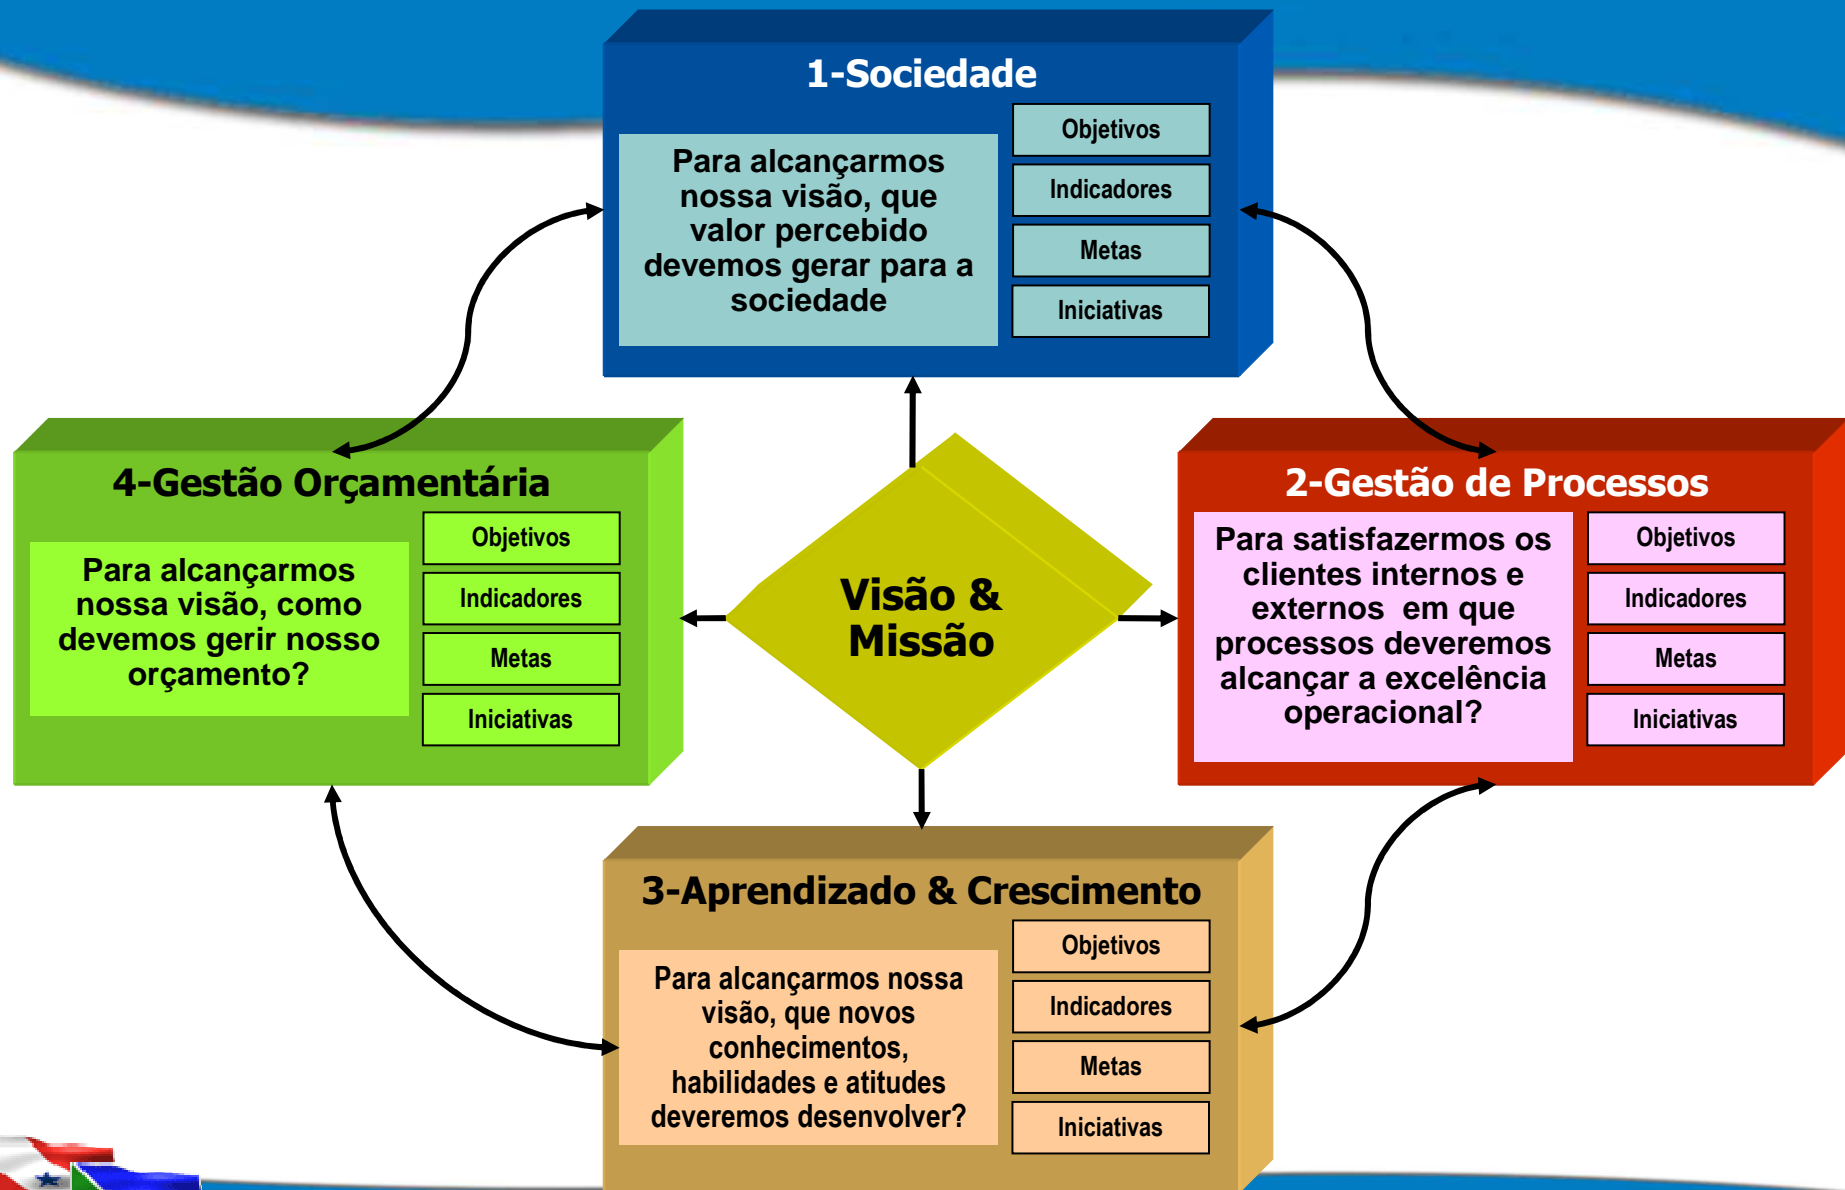 1-Sociedade
Para alcançarmos
nossa visão, que
valor percebido
devemos gerar para a
sociedade
Objetivos
Indicadores
Metas
Iniciativas
4-Gestão Orçamentária
Para alcançarmos
nossa visão, como
devemos gerir nosso
orçamento?
Objetivos
Indicadores
Metas
Iniciativas
Visão &
Missão
2-Gestão de Processos
Para satisfazermos os
clientes internos e
externos  em que
processos deveremos
alcançar a excelência
operacional?
Objetivos
Indicadores
Metas
Iniciativas
3-Aprendizado & Crescimento
Para alcançarmos nossa
visão, que novos
conhecimentos,
habilidades e atitudes
deveremos desenvolver?
Objetivos
Indicadores
Metas
Iniciativas